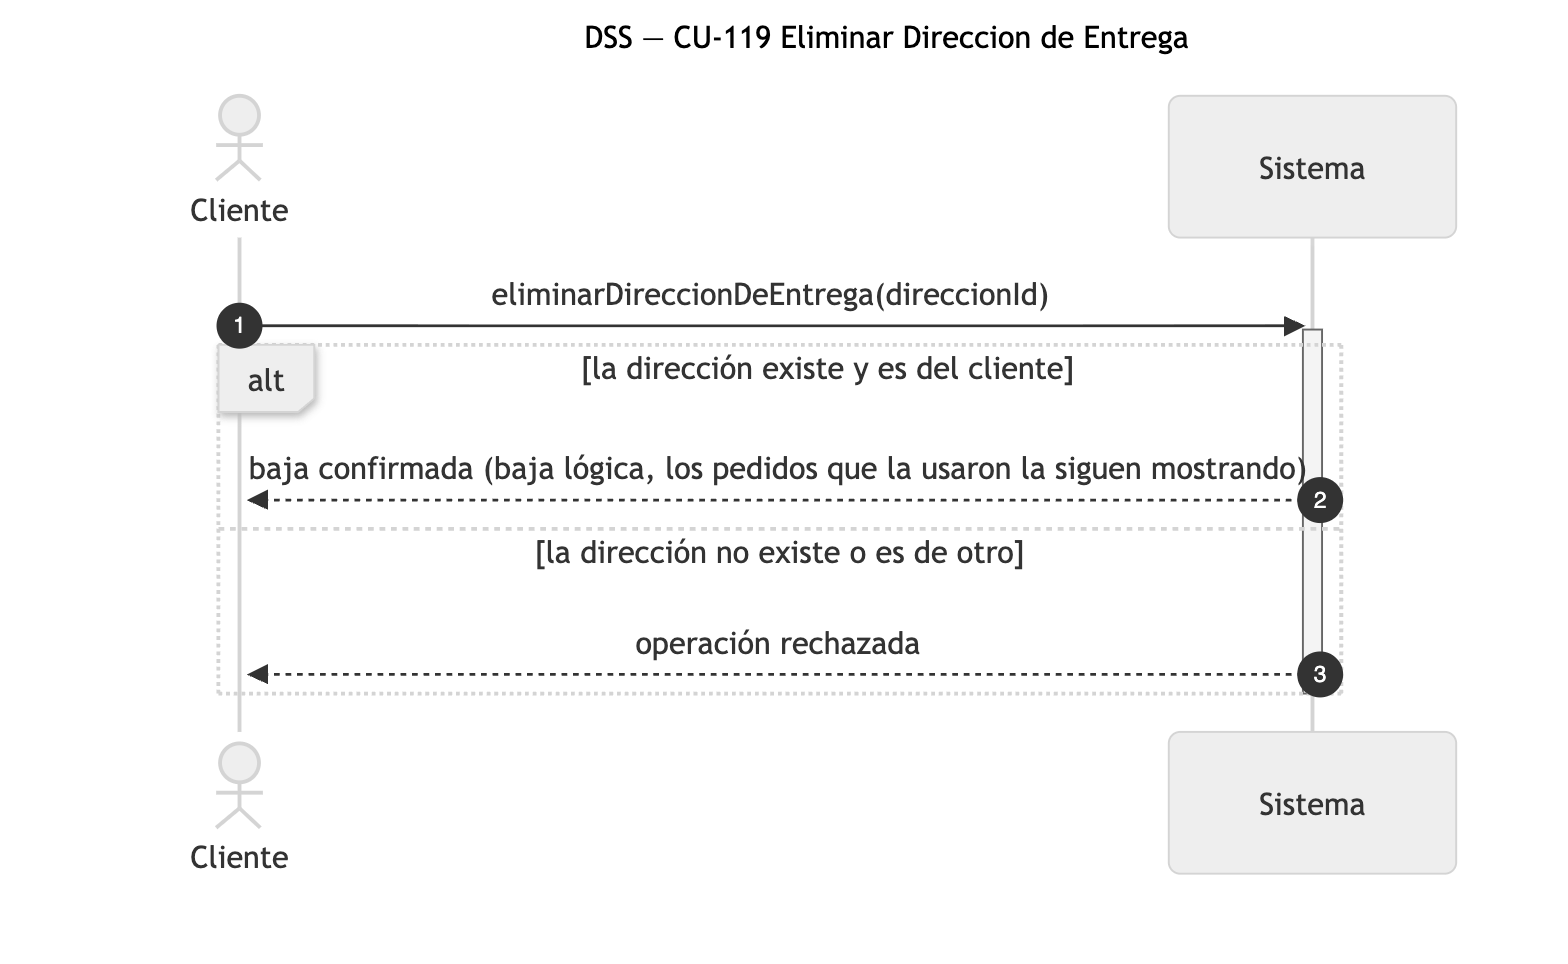 DSS — CU-119 Eliminar Direccion de Entrega
Cliente
Sistema
eliminarDireccionDeEntrega(direccionId)
1
alt
[la dirección existe y es del cliente]
baja confirmada (baja lógica, los pedidos que la usaron la siguen mostrando)
2
[la dirección no existe o es de otro]
operación rechazada
3
Cliente
Sistema